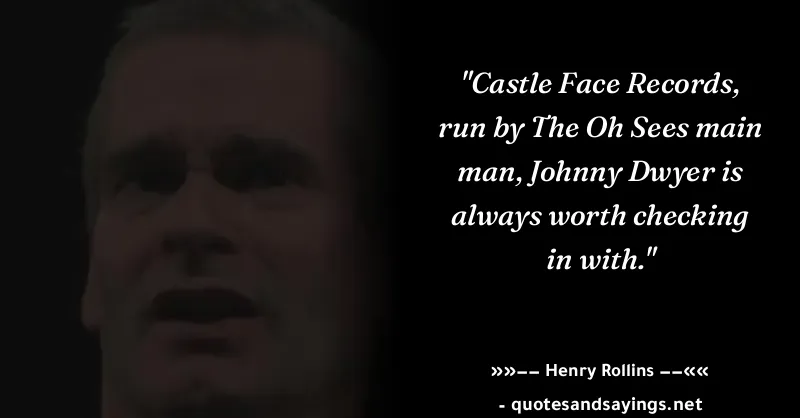 "Castle Face Records,
run by The Oh Sees main
man, Johnny Dwyer is
always worth checking
in with."
»»−− Henry Rollins −−««
- quotesandsayings.net